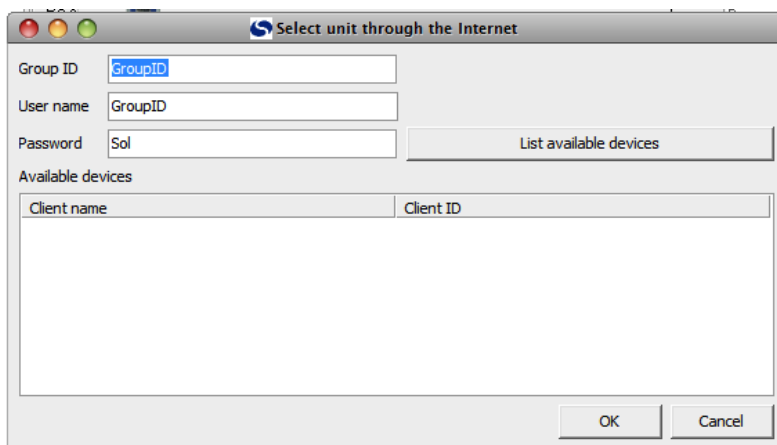 Select unit through the Internet
Group ID GroupID
User name GroupID
Password Sol List available devices
Available devices
Client name Client ID
OK Cancel